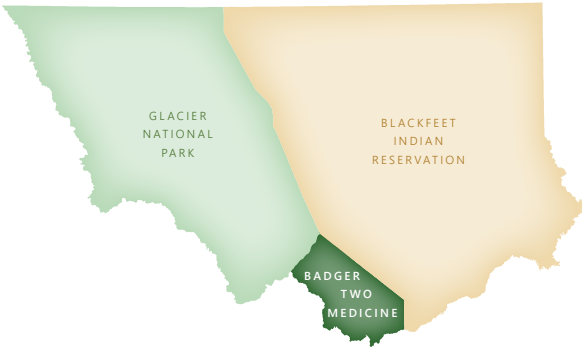 GLACIER
NATIONAL
PARK
BLACKFEET
INDIAN
RESERVATION
BADGER
TWO
MEDICINE